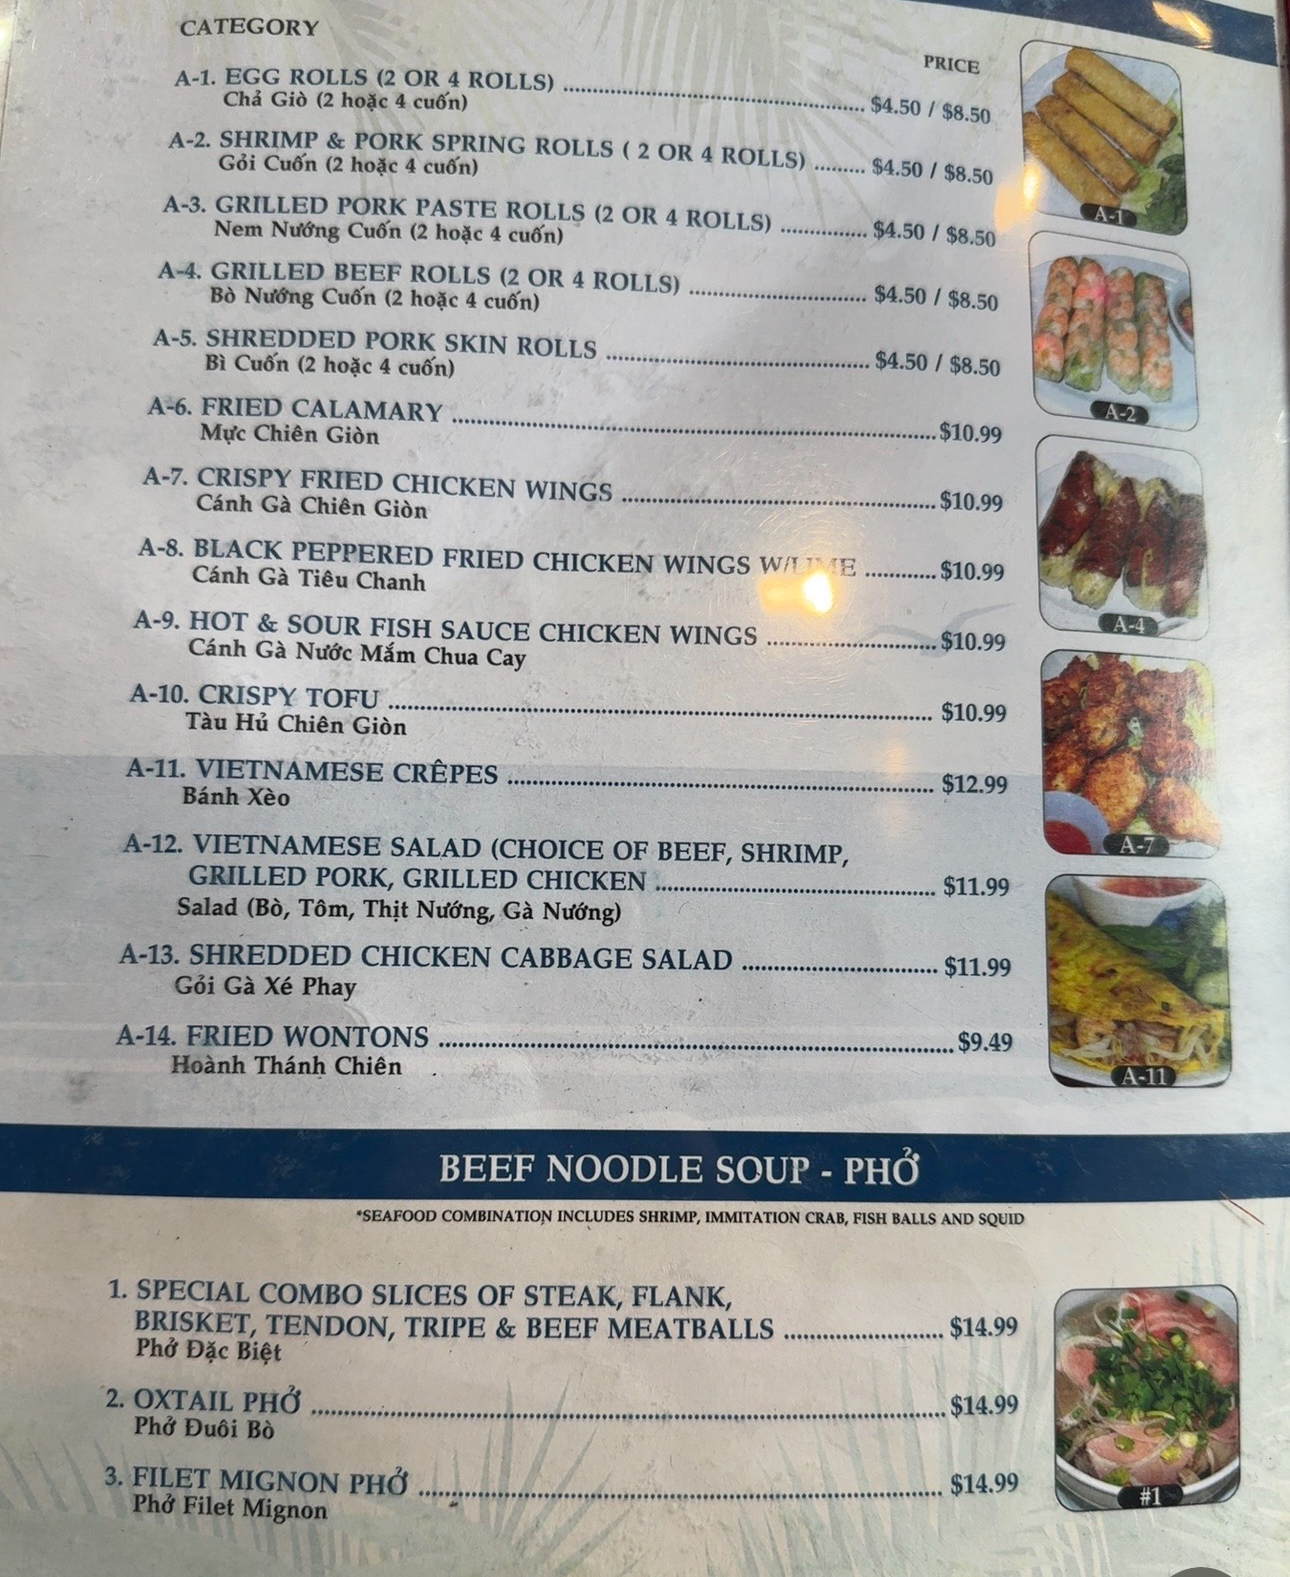 CATEGORY
PRICE
A-1. EGG ROLLS (2 OR 4 ROLLS) ........ $4.50 / $8.50
Chả Giò (2 hoặc 4 cuốn)
A-2. SHRIMP & PORK SPRING ROLLS ( 2 OR 4 ROLLS) ........ $4.50 / $8.50
Gỏi Cuốn (2 hoặc 4 cuốn)
A-3. GRILLED PORK PASTE ROLLS (2 OR 4 ROLLS) ........ $4.50 / $8.50
Nem Nướng Cuốn (2 hoặc 4 cuốn)
A-4. GRILLED BEEF ROLLS (2 OR 4 ROLLS) ........ $4.50 / $8.50
Bò Nướng Cuốn (2 hoặc 4 cuốn)
A-5. SHREDDED PORK SKIN ROLLS ........ $4.50 / $8.50
Bì Cuốn (2 hoặc 4 cuốn)
A-6. FRIED CALAMARY ........ $10.99
Mực Chiên Giòn
A-7. CRISPY FRIED CHICKEN WINGS ........ $10.99
Cánh Gà Chiên Giòn
A-8. BLACK PEPPERED FRIED CHICKEN WINGS W/LIME ........ $10.99
Cánh Gà Tiêu Chanh
A-9. HOT & SOUR FISH SAUCE CHICKEN WINGS ........ $10.99
Cánh Gà Nước Mắm Chua Cay
A-10. CRISPY TOFU ........ $10.99
Tàu Hủ Chiên Giòn
A-11. VIETNAMESE CRÊPES ........ $12.99
Bánh Xèo
A-12. VIETNAMESE SALAD (CHOICE OF BEEF, SHRIMP,
GRILLED PORK, GRILLED CHICKEN ........ $11.99
Salad (Bò, Tôm, Thịt Nướng, Gà Nướng)
A-13. SHREDDED CHICKEN CABBAGE SALAD ........ $11.99
Gỏi Gà Xé Phay
A-14. FRIED WONTONS ........ $9.49
Hoành Thánh Chiên
A-1
A-2
A-4
A-7
A-11
BEEF NOODLE SOUP - PHỞ
*SEAFOOD COMBINATION INCLUDES SHRIMP, IMMITATION CRAB, FISH BALLS AND SQUID
1. SPECIAL COMBO SLICES OF STEAK, FLANK,
BRISKET, TENDON, TRIPE & BEEF MEATBALLS ........ $14.99
Phở Đặc Biệt
2. OXTAIL PHỞ ........ $14.99
Phở Đuôi Bò
3. FILET MIGNON PHỞ ........ $14.99
Phở Filet Mignon
#1